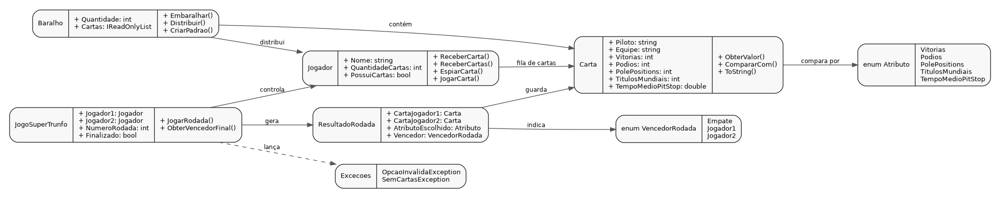 Baralho
+ Quantidade: int
+ Cartas: IReadOnlyList
+ Embaralhar()
+ Distribuir()
+ CriarPadrao()
contém
distribui
Jogador
+ Nome: string
+ QuantidadeCartas: int
+ PossuiCartas: bool
+ ReceberCarta()
+ ReceberCartas()
+ EspiarCarta()
+ JogarCarta()
fila de cartas
Carta
+ Piloto: string
+ Equipe: string
+ Vitorias: int
+ Podios: int
+ PolePositions: int
+ TitulosMundiais: int
+ TempoMedioPitStop: double
+ ObterValor()
+ CompararCom()
+ ToString()
compara por
enum Atributo
Vitorias
Podios
PolePositions
TitulosMundiais
TempoMedioPitStop
controla
guarda
JogoSuperTrunfo
+ Jogador1: Jogador
+ Jogador2: Jogador
+ NumeroRodada: int
+ Finalizado: bool
+ JogarRodada()
+ ObterVencedorFinal()
gera
ResultadoRodada
+ CartaJogador1: Carta
+ CartaJogador2: Carta
+ AtributoEscolhido: Atributo
+ Vencedor: VencedorRodada
indica
enum VencedorRodada
Empate
Jogador1
Jogador2
lança
Excecoes
OpcaoInvalidaException
SemCartasException